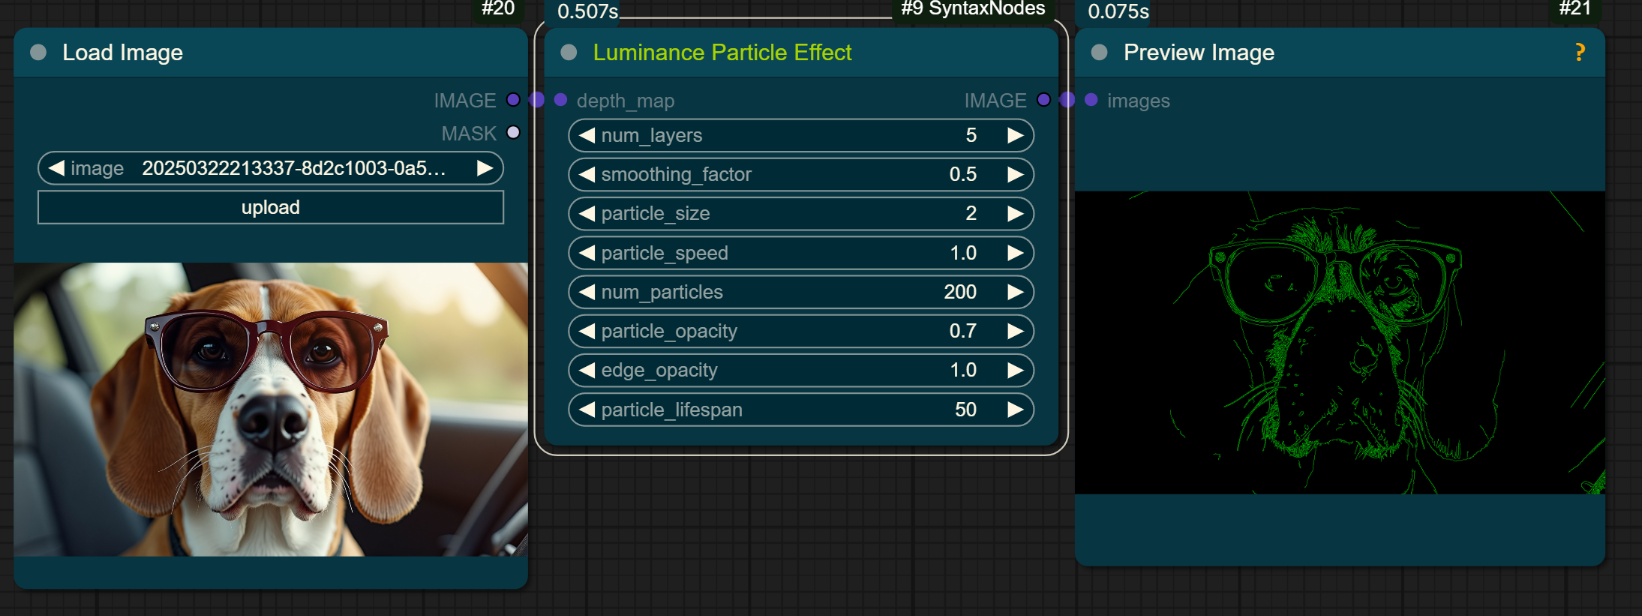 #20
Load Image
IMAGE
MASK
image 20250322213337-8d2c1003-0a5...
upload
0.507s
#9 SyntaxNodes
Luminance Particle Effect
depth_map IMAGE
num_layers 5
smoothing_factor 0.5
particle_size 2
particle_speed 1.0
num_particles 200
particle_opacity 0.7
edge_opacity 1.0
particle_lifespan 50
0.075s
#21
Preview Image ?
images